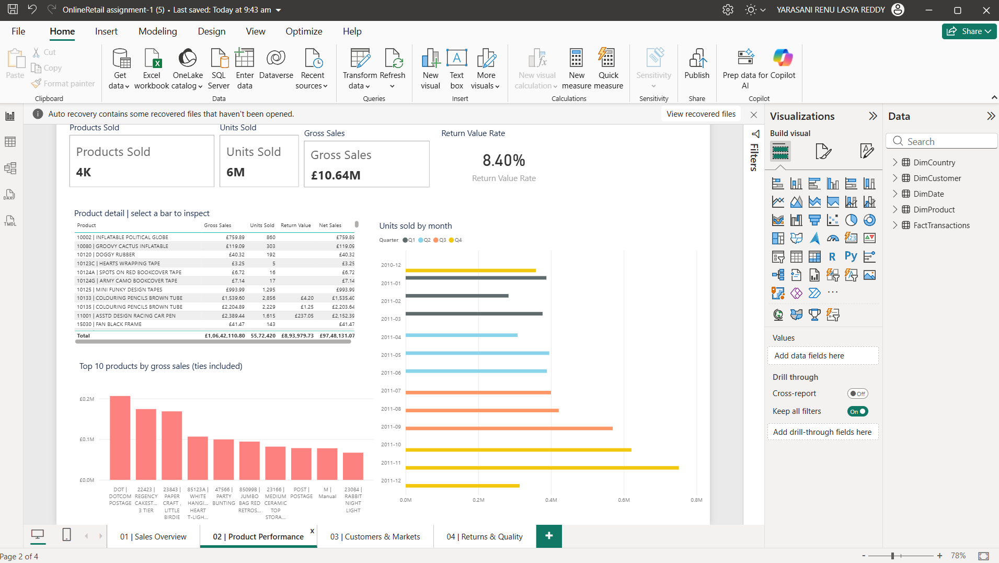 OnlineRetail assignment-1 (5) • Last saved: Today at 9:43 am
YARASANI RENU LASYA REDDY
File Home Insert Modeling Design View Optimize Help
Share
Paste
Cut
Copy
Format painter
Clipboard
Get data
Excel workbook
OneLake catalog
SQL Server
Enter data
Dataverse
Recent sources
Data
Transform data
Refresh
Queries
New visual
Text box
More visuals
Insert
New visual calculation
New measure
Quick measure
Calculations
Sensitivity
Sensitivity
Publish
Share
Prep data for AI
Copilot
Copilot
Auto recovery contains some recovered files that haven't been opened.
View recovered files
DAX
TMDL
Products Sold
Products Sold
4K
Units Sold
Units Sold
6M
Gross Sales
Gross Sales
£10.64M
Return Value Rate
8.40%
Return Value Rate
Product detail | select a bar to inspect
Product Gross Sales Units Sold Return Value Net Sales
10002 | INFLATABLE POLITICAL GLOBE £759.89 860 £759.89
10080 | GROOVY CACTUS INFLATABLE £119.09 303 £119.09
10120 | DOGGY RUBBER £40.32 192 £40.32
10123C | HEARTS WRAPPING TAPE £3.25 5 £3.25
10124A | SPOTS ON RED BOOKCOVER TAPE £6.72 16 £6.72
10124G | ARMY CAMO BOOKCOVER TAPE £7.14 17 £7.14
10125 | MINI FUNKY DESIGN TAPES £993.99 1,295 £993.99
10133 | COLOURING PENCILS BROWN TUBE £1,539.60 2,856 £4.20 £1,535.40
10135 | COLOURING PENCILS BROWN TUBE £2,204.89 2,229 £1.25 £2,203.64
11001 | ASSTD DESIGN RACING CAR PEN £2,389.44 1,615 £237.05 £2,152.39
15030 | FAN BLACK FRAME £41.47 143 £41.47
Total £1,06,42,110.80 55,72,420 £8,93,979.73 £97,48,131.07
Top 10 products by gross sales (ties included)
£0.2M
£0.1M
£0.0M
DOT | DOTCOM POSTAGE
22423 | REGENCY CAKEST... 3 TIER
23843 | PAPER CRAFT , LITTLE BIRDIE
85123A | WHITE HANGI... HEART T-LIGH...
47566 | PARTY BUNTING
85099B | JUMBO BAG RED RETROS...
23166 | MEDIUM CERAMIC TOP STORA...
POST | POSTAGE
M | Manual
23084 | RABBIT NIGHT LIGHT
Units sold by month
Quarter Q1 Q2 Q3 Q4
2010-12
2011-01
2011-02
2011-03
2011-04
2011-05
2011-06
2011-07
2011-08
2011-09
2011-10
2011-11
2011-12
0.0M 0.2M 0.4M 0.6M 0.8M
Filters
Visualizations
Build visual
123
R
Py
Values
Add data fields here
Drill through
Cross-report Off
Keep all filters On
Add drill-through fields here
Data
Search
DimCountry
DimCustomer
DimDate
DimProduct
FactTransactions
01 | Sales Overview
02 | Product Performance x
03 | Customers & Markets
04 | Returns & Quality
Page 2 of 4
- + 78%